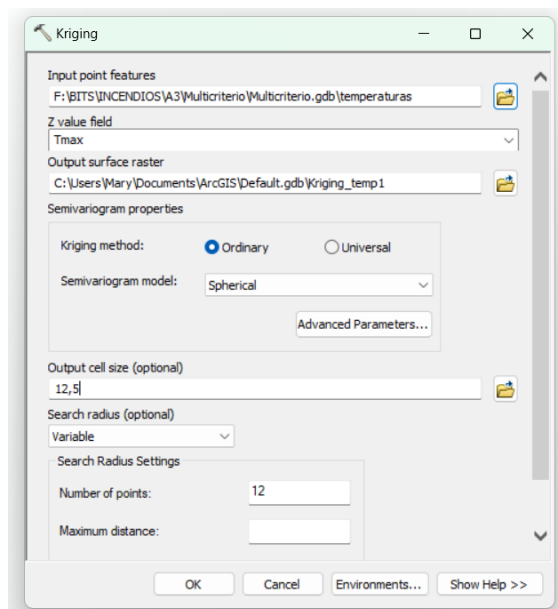 Kriging
Input point features
F:\BITS\INCENDIOS\A3\Multicriterio\Multicriterio.gdb\temperaturas
Z value field
Tmax
Output surface raster
C:\Users\Mary\Documents\ArcGIS\Default.gdb\Kriging_temp1
Semivariogram properties
Kriging method: Ordinary Universal
Semivariogram model: Spherical
Advanced Parameters...
Output cell size (optional)
12,5
Search radius (optional)
Variable
Search Radius Settings
Number of points: 12
Maximum distance:
OK Cancel Environments... Show Help >>